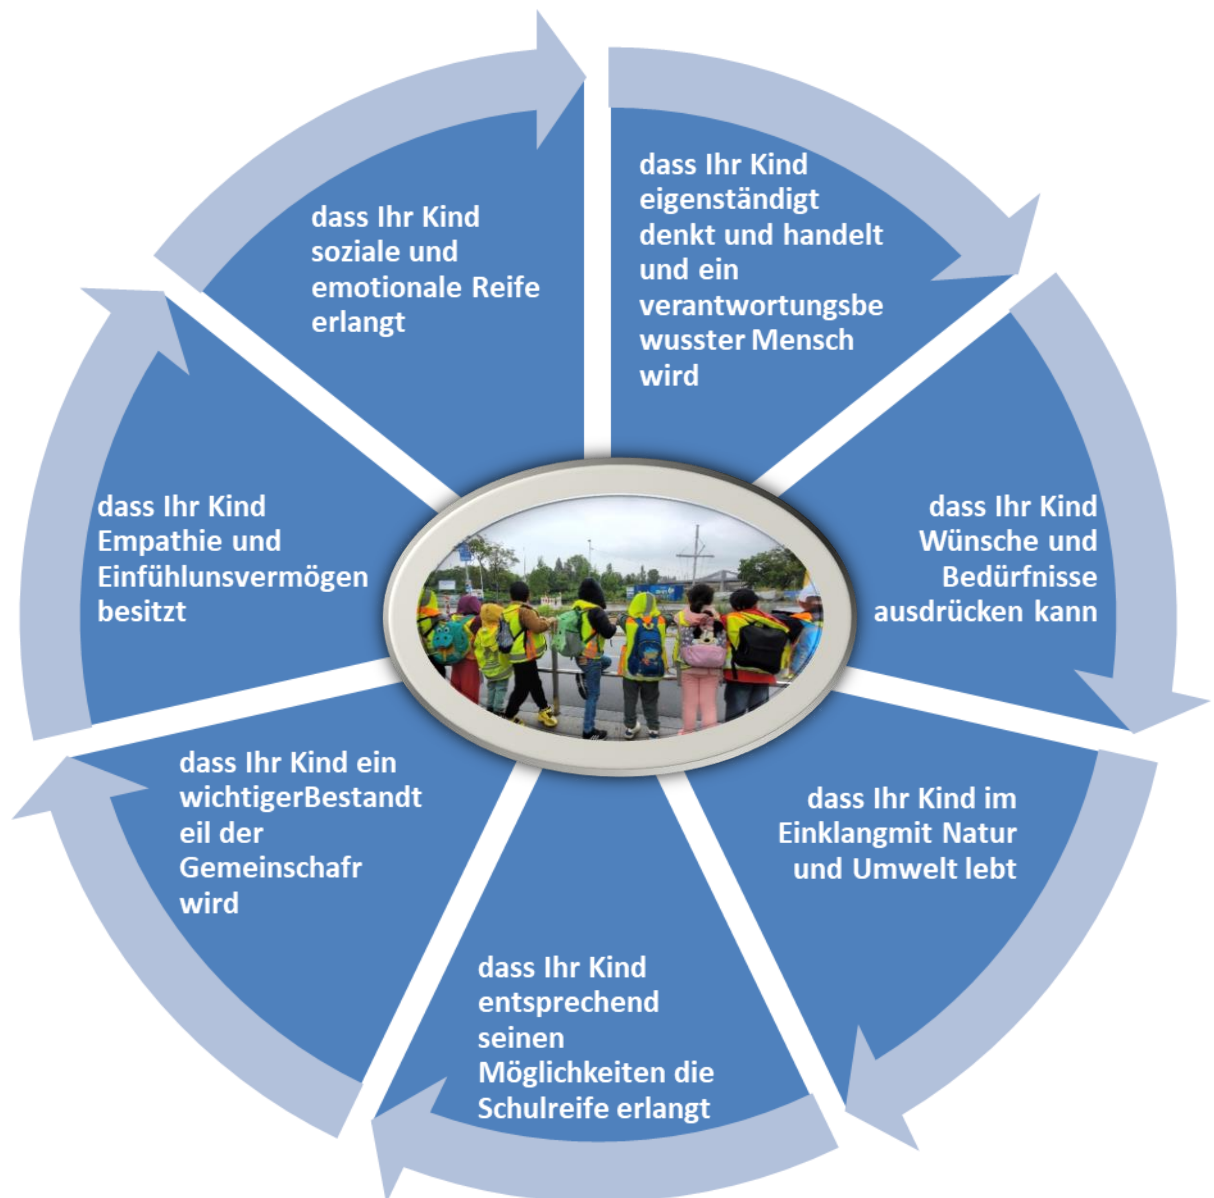 dass Ihr Kind
eigenständigt
denkt und handelt
und ein
verantwortungsbe
wusster Mensch
wird
dass Ihr Kind
Wünsche und
Bedürfnisse
ausdrücken kann
dass Ihr Kind im
Einklangmit Natur
und Umwelt lebt
dass Ihr Kind
entsprechend
seinen
Möglichkeiten die
Schulreife erlangt
dass Ihr Kind ein
wichtigerBestandt
eil der
Gemeinschafr
wird
dass Ihr Kind
Empathie und
Einfühlunsvermögen
besitzt
dass Ihr Kind
soziale und
emotionale Reife
erlangt